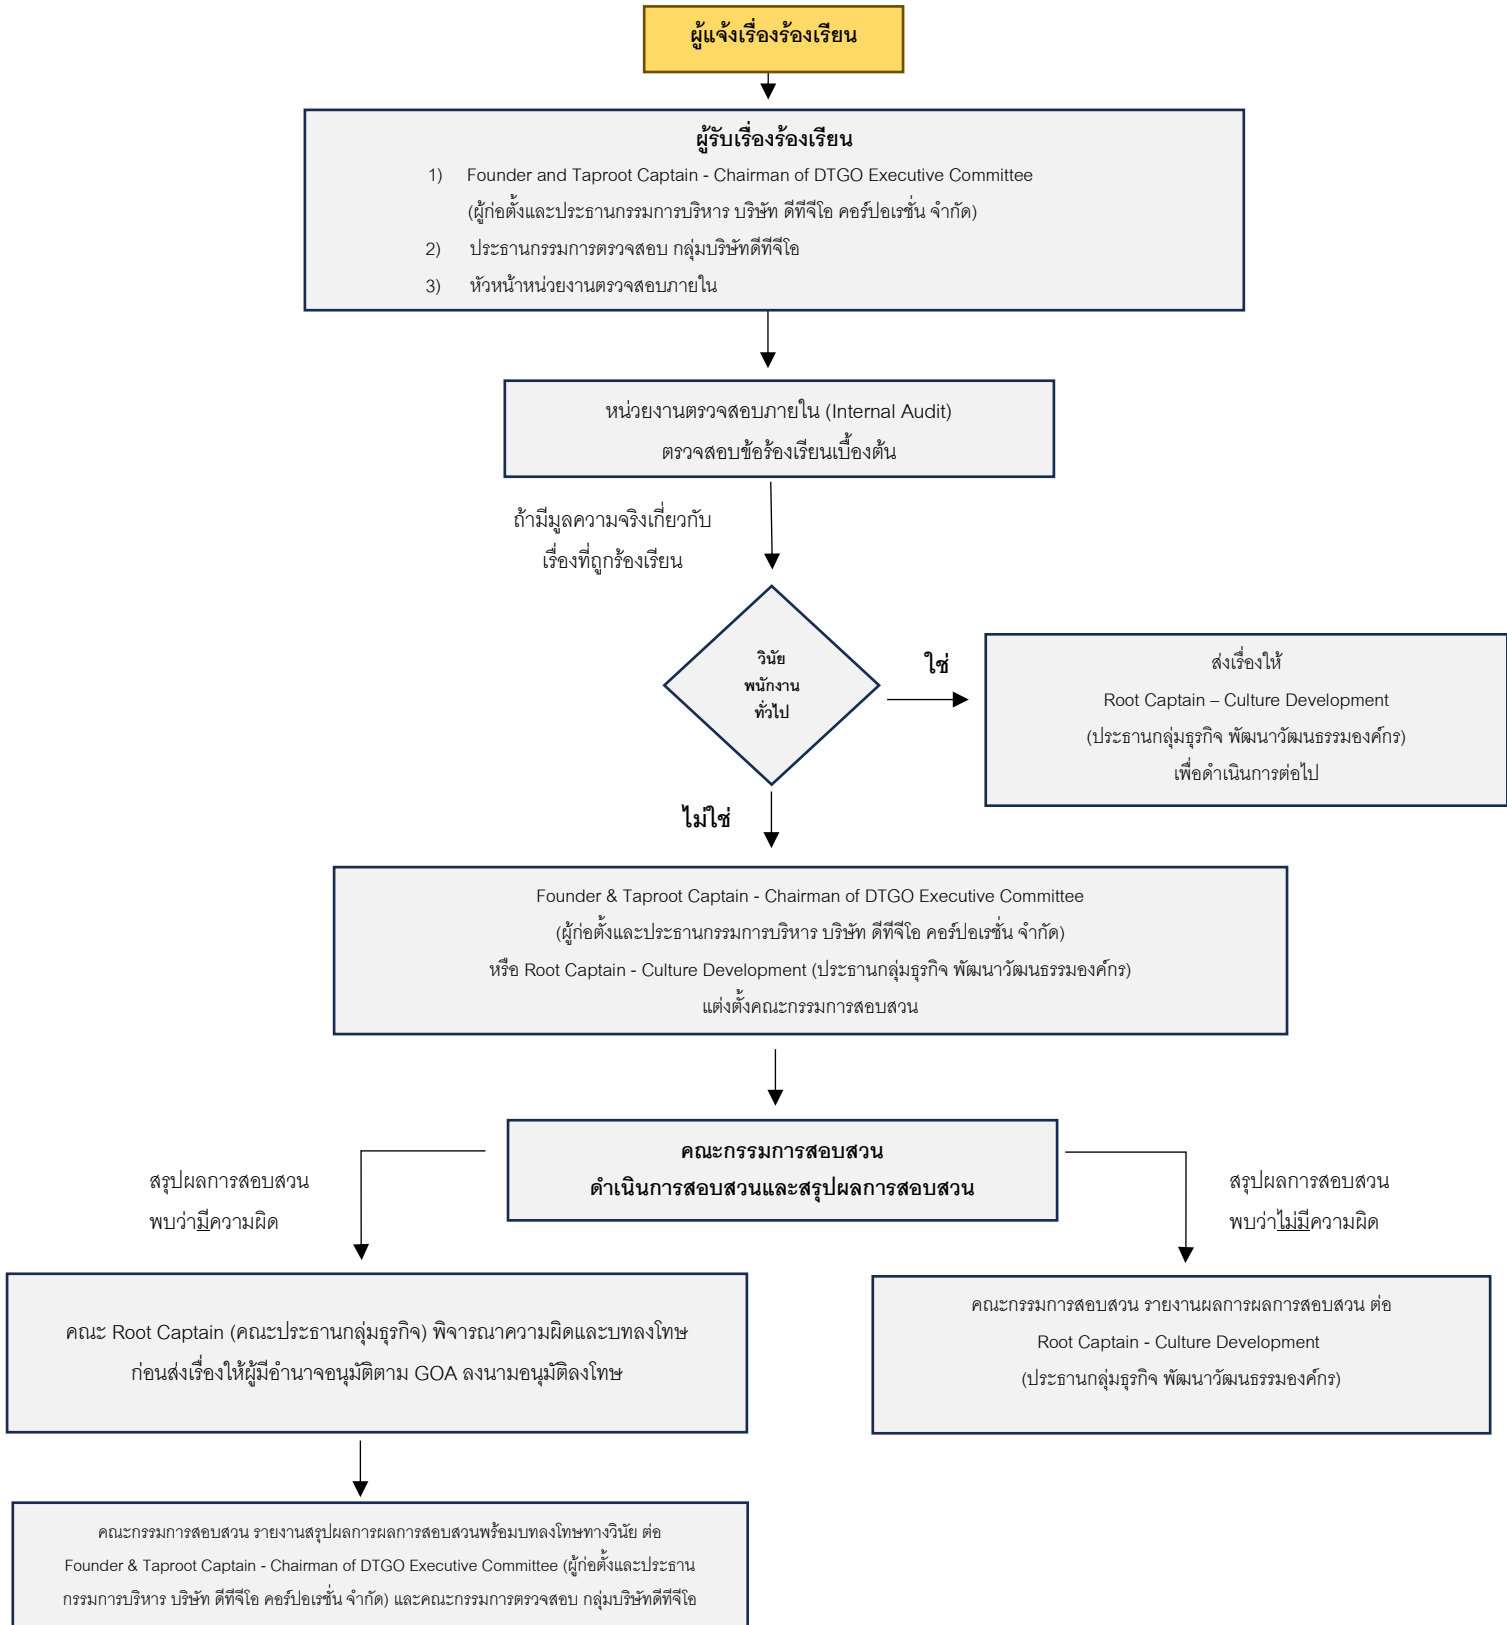 ผู้แจ้งเรื่องร้องเรียน
ผู้รับเรื่องร้องเรียน
1) Founder and Taproot Captain - Chairman of DTGO Executive Committee
(ผู้ก่อตั้งและประธานกรรมการบริหาร บริษัท ดีทีจีโอ คอร์ปอเรชั่น จำกัด)
2) ประธานกรรมการตรวจสอบ กลุ่มบริษัทดีทีจีโอ
3) หัวหน้าหน่วยงานตรวจสอบภายใน
หน่วยงานตรวจสอบภายใน (Internal Audit)
ตรวจสอบข้อร้องเรียนเบื้องต้น
ถ้ามีมูลความจริงเกี่ยวกับ
เรื่องที่ถูกร้องเรียน
วินัย
พนักงาน
ทั่วไป
ใช่
ส่งเรื่องให้
Root Captain – Culture Development
(ประธานกลุ่มธุรกิจ พัฒนาวัฒนธรรมองค์กร)
เพื่อดำเนินการต่อไป
ไม่ใช่
Founder & Taproot Captain - Chairman of DTGO Executive Committee
(ผู้ก่อตั้งและประธานกรรมการบริหาร บริษัท ดีทีจีโอ คอร์ปอเรชั่น จำกัด)
หรือ Root Captain - Culture Development (ประธานกลุ่มธุรกิจ พัฒนาวัฒนธรรมองค์กร)
แต่งตั้งคณะกรรมการสอบสวน
คณะกรรมการสอบสวน
ดำเนินการสอบสวนและสรุปผลการสอบสวน
สรุปผลการสอบสวน
พบว่ามีความผิด
สรุปผลการสอบสวน
พบว่าไม่มีความผิด
คณะ Root Captain (คณะประธานกลุ่มธุรกิจ) พิจารณาความผิดและบทลงโทษ
ก่อนส่งเรื่องให้ผู้มีอำนาจอนุมัติตาม GOA ลงนามอนุมัติลงโทษ
คณะกรรมการสอบสวน รายงานผลการผลการสอบสวน ต่อ
Root Captain - Culture Development
(ประธานกลุ่มธุรกิจ พัฒนาวัฒนธรรมองค์กร)
คณะกรรมการสอบสวน รายงานสรุปผลการผลการสอบสวนพร้อมบทลงโทษทางวินัย ต่อ
Founder & Taproot Captain - Chairman of DTGO Executive Committee (ผู้ก่อตั้งและประธาน
กรรมการบริหาร บริษัท ดีทีจีโอ คอร์ปอเรชั่น จำกัด) และคณะกรรมการตรวจสอบ กลุ่มบริษัทดีทีจีโอ